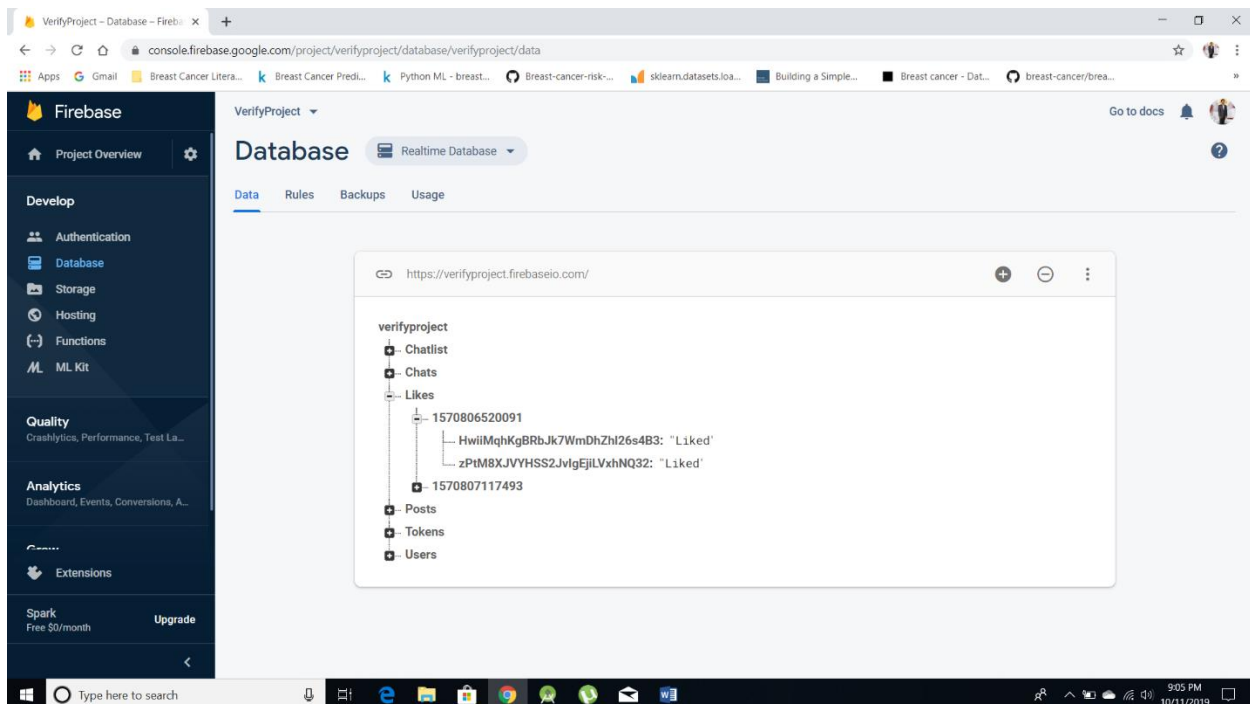 VerifyProject – Database – Fireba
console.firebase.google.com/project/verifyproject/database/verifyproject/data
Apps Gmail Breast Cancer Litera... Breast Cancer Predi... Python ML - breast... Breast-cancer-risk-... sklearn.datasets.loa... Building a Simple... Breast cancer - Dat... breast-cancer/brea... »
Firebase
VerifyProject
Go to docs
Project Overview
Database
Realtime Database
Data Rules Backups Usage
Develop
Authentication
Database
Storage
Hosting
Functions
ML Kit
Quality
Crashlytics, Performance, Test La...
Analytics
Dashboard, Events, Conversions, A...
Extensions
Spark
Free $0/month
Upgrade
https://verifyproject.firebaseio.com/
verifyproject
Chatlist
Chats
Likes
1570806520091
HwiiMqhKgBRbJk7WmDhZhI26s4B3: "Liked"
zPtM8XJVYHSS2JvIgEjiLVxhNQ32: "Liked"
1570807117493
Posts
Tokens
Users
Type here to search
9:05 PM
10/11/2019